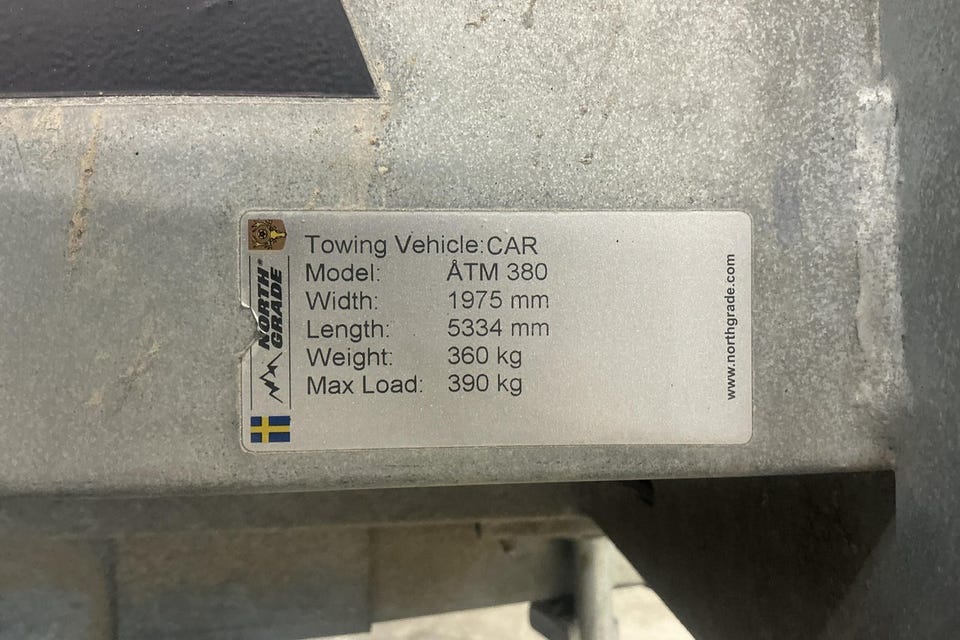 Towing Vehicle:CAR
Model: ÅTM 380
Width: 1975 mm
Length: 5334 mm
Weight: 360 kg
Max Load: 390 kg
NORTH®
GRADE
www.northgrade.com